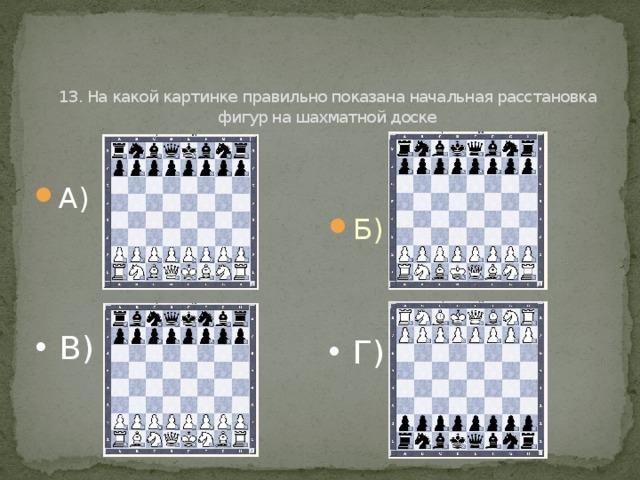 13. На какой картинке правильно показана начальная расстановка
фигур на шахматной доске
А)
Б)
В)
Г)